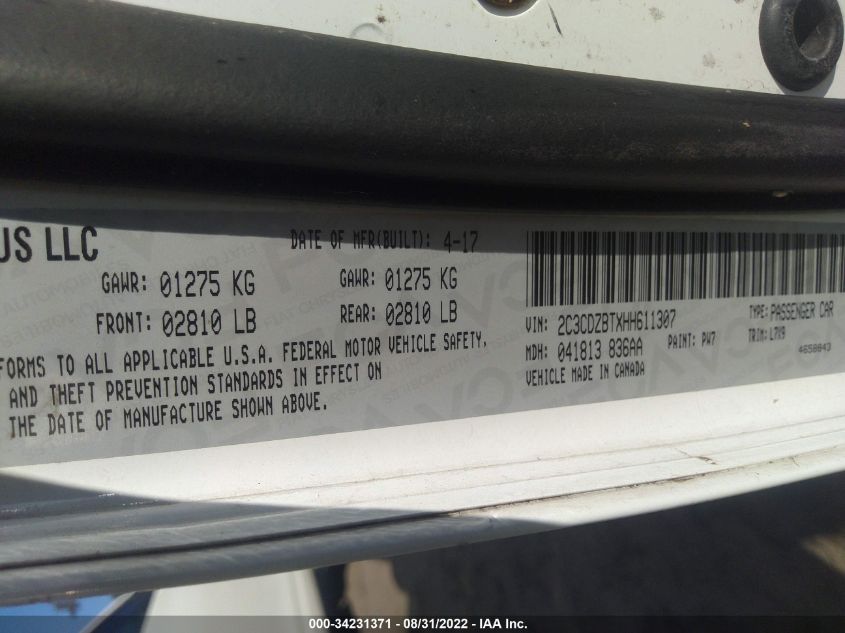 US LLC
DATE OF MFR(BUILT): 4-17
GAWR: 01275 KG GAWR: 01275 KG
FRONT: 02810 LB REAR: 02810 LB
FORMS TO ALL APPLICABLE U.S.A. FEDERAL MOTOR VEHICLE SAFETY,
AND THEFT PREVENTION STANDARDS IN EFFECT ON
THE DATE OF MANUFACTURE SHOWN ABOVE.
VIN: 2C3CDZBTXHH611307 TYPE: PASSENGER CAR
MDH: 041813 836AA PAINT: PW7 TRIM: L7X9
VEHICLE MADE IN CANADA 4658843
000-34231371 - 08/31/2022 - IAA Inc.